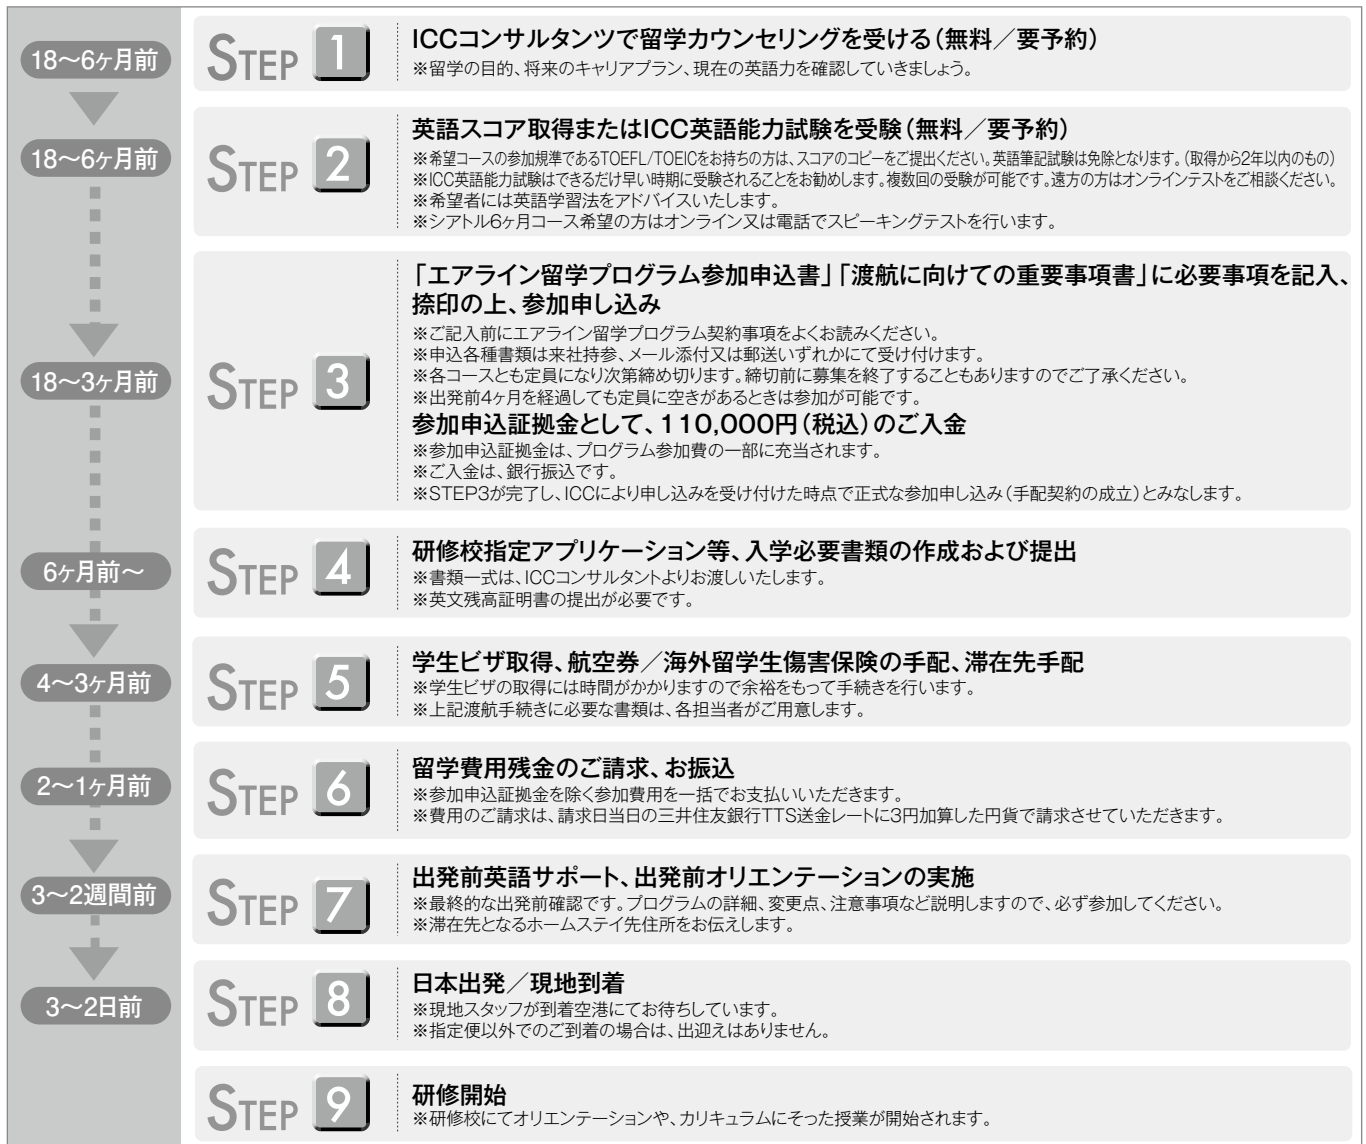 18〜6ヶ月前
STEP 1
ICCコンサルタンツで留学カウンセリングを受ける（無料／要予約）
※留学の目的、将来のキャリアプラン、現在の英語力を確認していきましょう。
18〜6ヶ月前
STEP 2
英語スコア取得またはICC英語能力試験を受験（無料／要予約）
※希望コースの参加規準であるTOEFL/TOEICをお持ちの方は、スコアのコピーをご提出ください。英語筆記試験は免除となります。（取得から2年以内のもの）
※ICC英語能力試験はできるだけ早い時期に受験されることをお勧めします。複数回の受験が可能です。遠方の方はオンラインテストをご相談ください。
※希望者には英語学習法をアドバイスいたします。
※シアトル6ヶ月コース希望の方はオンライン又は電話でスピーキングテストを行います。
18〜3ヶ月前
STEP 3
「エアライン留学プログラム参加申込書」「渡航に向けての重要事項書」に必要事項を記入、
捺印の上、参加申し込み
※ご記入前にエアライン留学プログラム契約事項をよくお読みください。
※申込各種書類は来社持参、メール添付又は郵送いずれかにて受け付けます。
※各コースとも定員になり次第締め切ります。締切前に募集を終了することもありますのでご了承ください。
※出発前4ヶ月を経過しても定員に空きがあるときは参加が可能です。
参加申込証拠金として、110,000円（税込）のご入金
※参加申込証拠金は、プログラム参加費の一部に充当されます。
※ご入金は、銀行振込です。
※STEP3が完了し、ICCにより申し込みを受け付けた時点で正式な参加申し込み（手配契約の成立）とみなします。
6ヶ月前〜
STEP 4
研修校指定アプリケーション等、入学必要書類の作成および提出
※書類一式は、ICCコンサルタントよりお渡しいたします。
※英文残高証明書の提出が必要です。
4〜3ヶ月前
STEP 5
学生ビザ取得、航空券／海外留学生傷害保険の手配、滞在先手配
※学生ビザの取得には時間がかかりますので余裕をもって手続きを行います。
※上記渡航手続きに必要な書類は、各担当者がご用意します。
2〜1ヶ月前
STEP 6
留学費用残金のご請求、お振込
※参加申込証拠金を除く参加費用を一括でお支払いいただきます。
※費用のご請求は、請求日当日の三井住友銀行TTS送金レートに3円加算した円貨で請求させていただきます。
3〜2週間前
STEP 7
出発前英語サポート、出発前オリエンテーションの実施
※最終的な出発前確認です。プログラムの詳細、変更点、注意事項など説明しますので、必ず参加してください。
※滞在先となるホームステイ先住所をお伝えします。
3〜2日前
STEP 8
日本出発／現地到着
※現地スタッフが到着空港にてお待ちしています。
※指定便以外でのご到着の場合は、出迎えはありません。
STEP 9
研修開始
※研修校にてオリエンテーションや、カリキュラムにそった授業が開始されます。